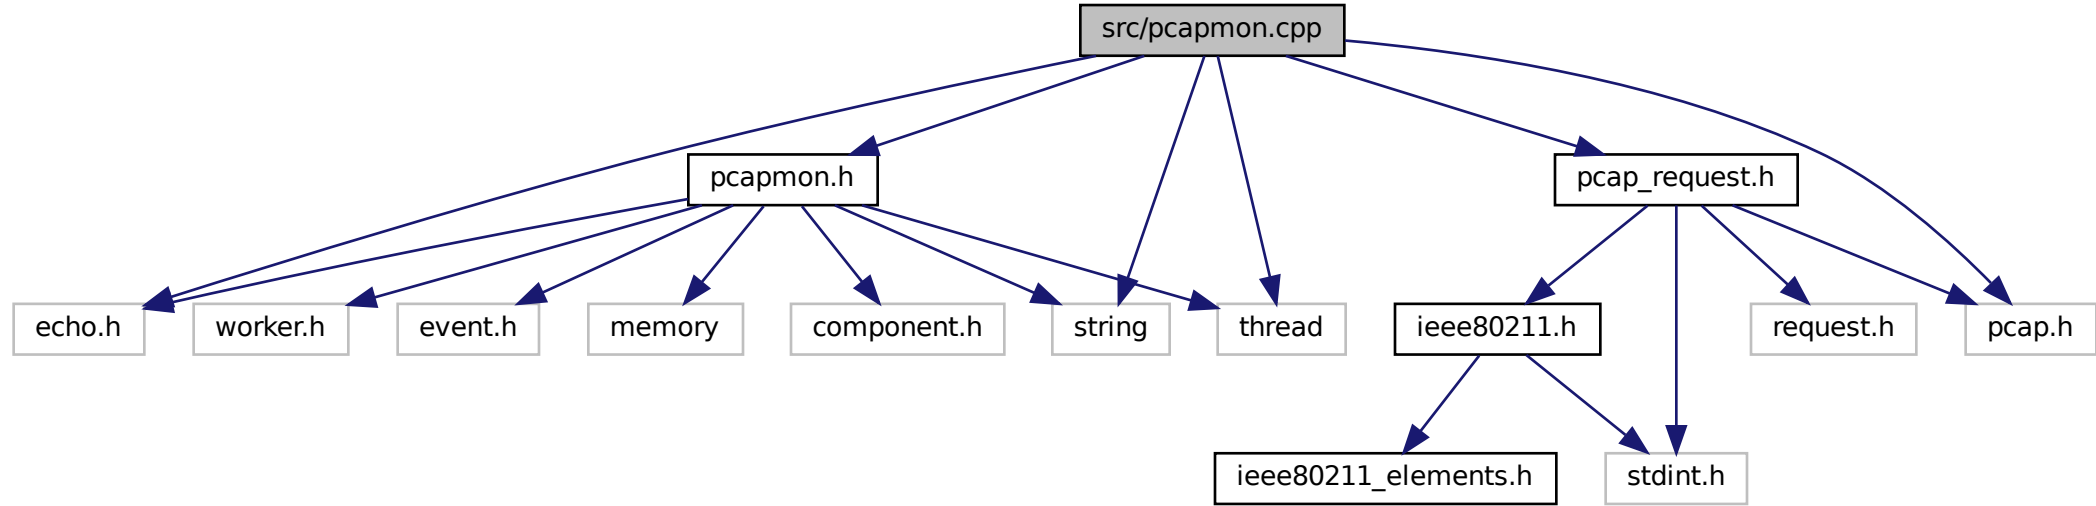 src/pcapmon.cpp
pcapmon.h
pcap_request.h
echo.h
worker.h
event.h
memory
component.h
string
thread
ieee80211.h
request.h
pcap.h
ieee80211_elements.h
stdint.h